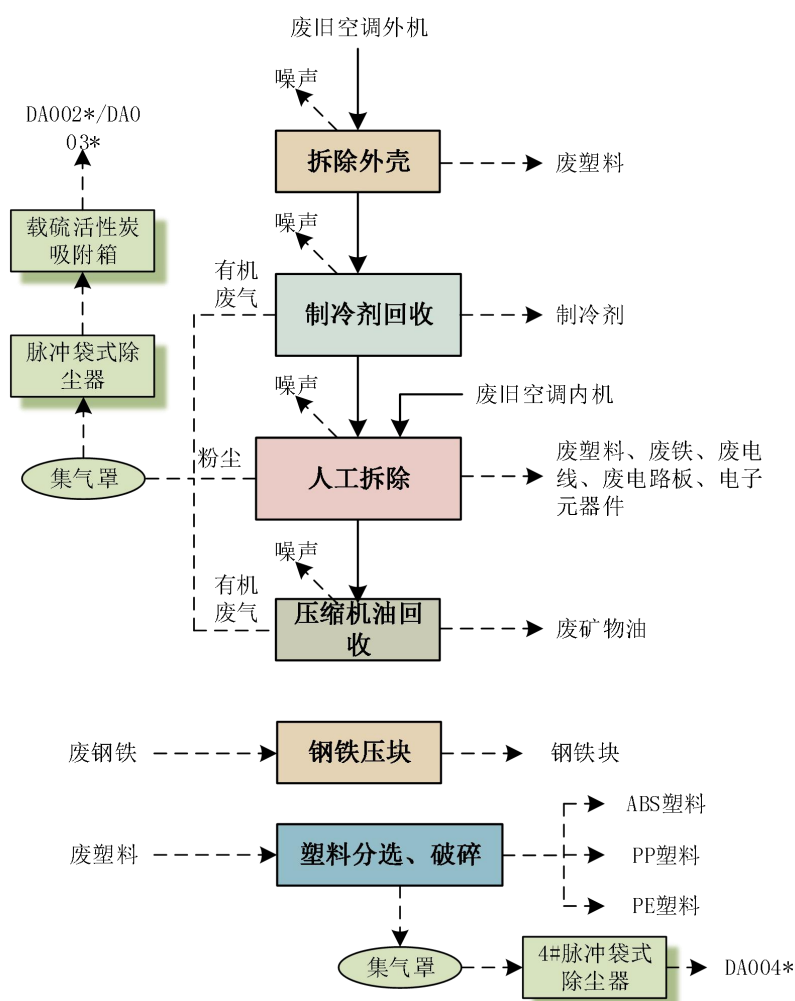 废旧空调外机
噪声
DA002*/DA0
03*
拆除外壳
废塑料
载硫活性炭
吸附箱
噪声
有机
废气
制冷剂回收
制冷剂
脉冲袋式除
尘器
噪声
废旧空调内机
粉尘
集气罩
人工拆除
废塑料、废铁、废电
线、废电路板、电子
元器件
噪声
有机
废气
压缩机油回
收
废矿物油
废钢铁
钢铁压块
钢铁块
废塑料
塑料分选、破碎
ABS塑料
PP塑料
PE塑料
集气罩
4#脉冲袋式
除尘器
DA004*